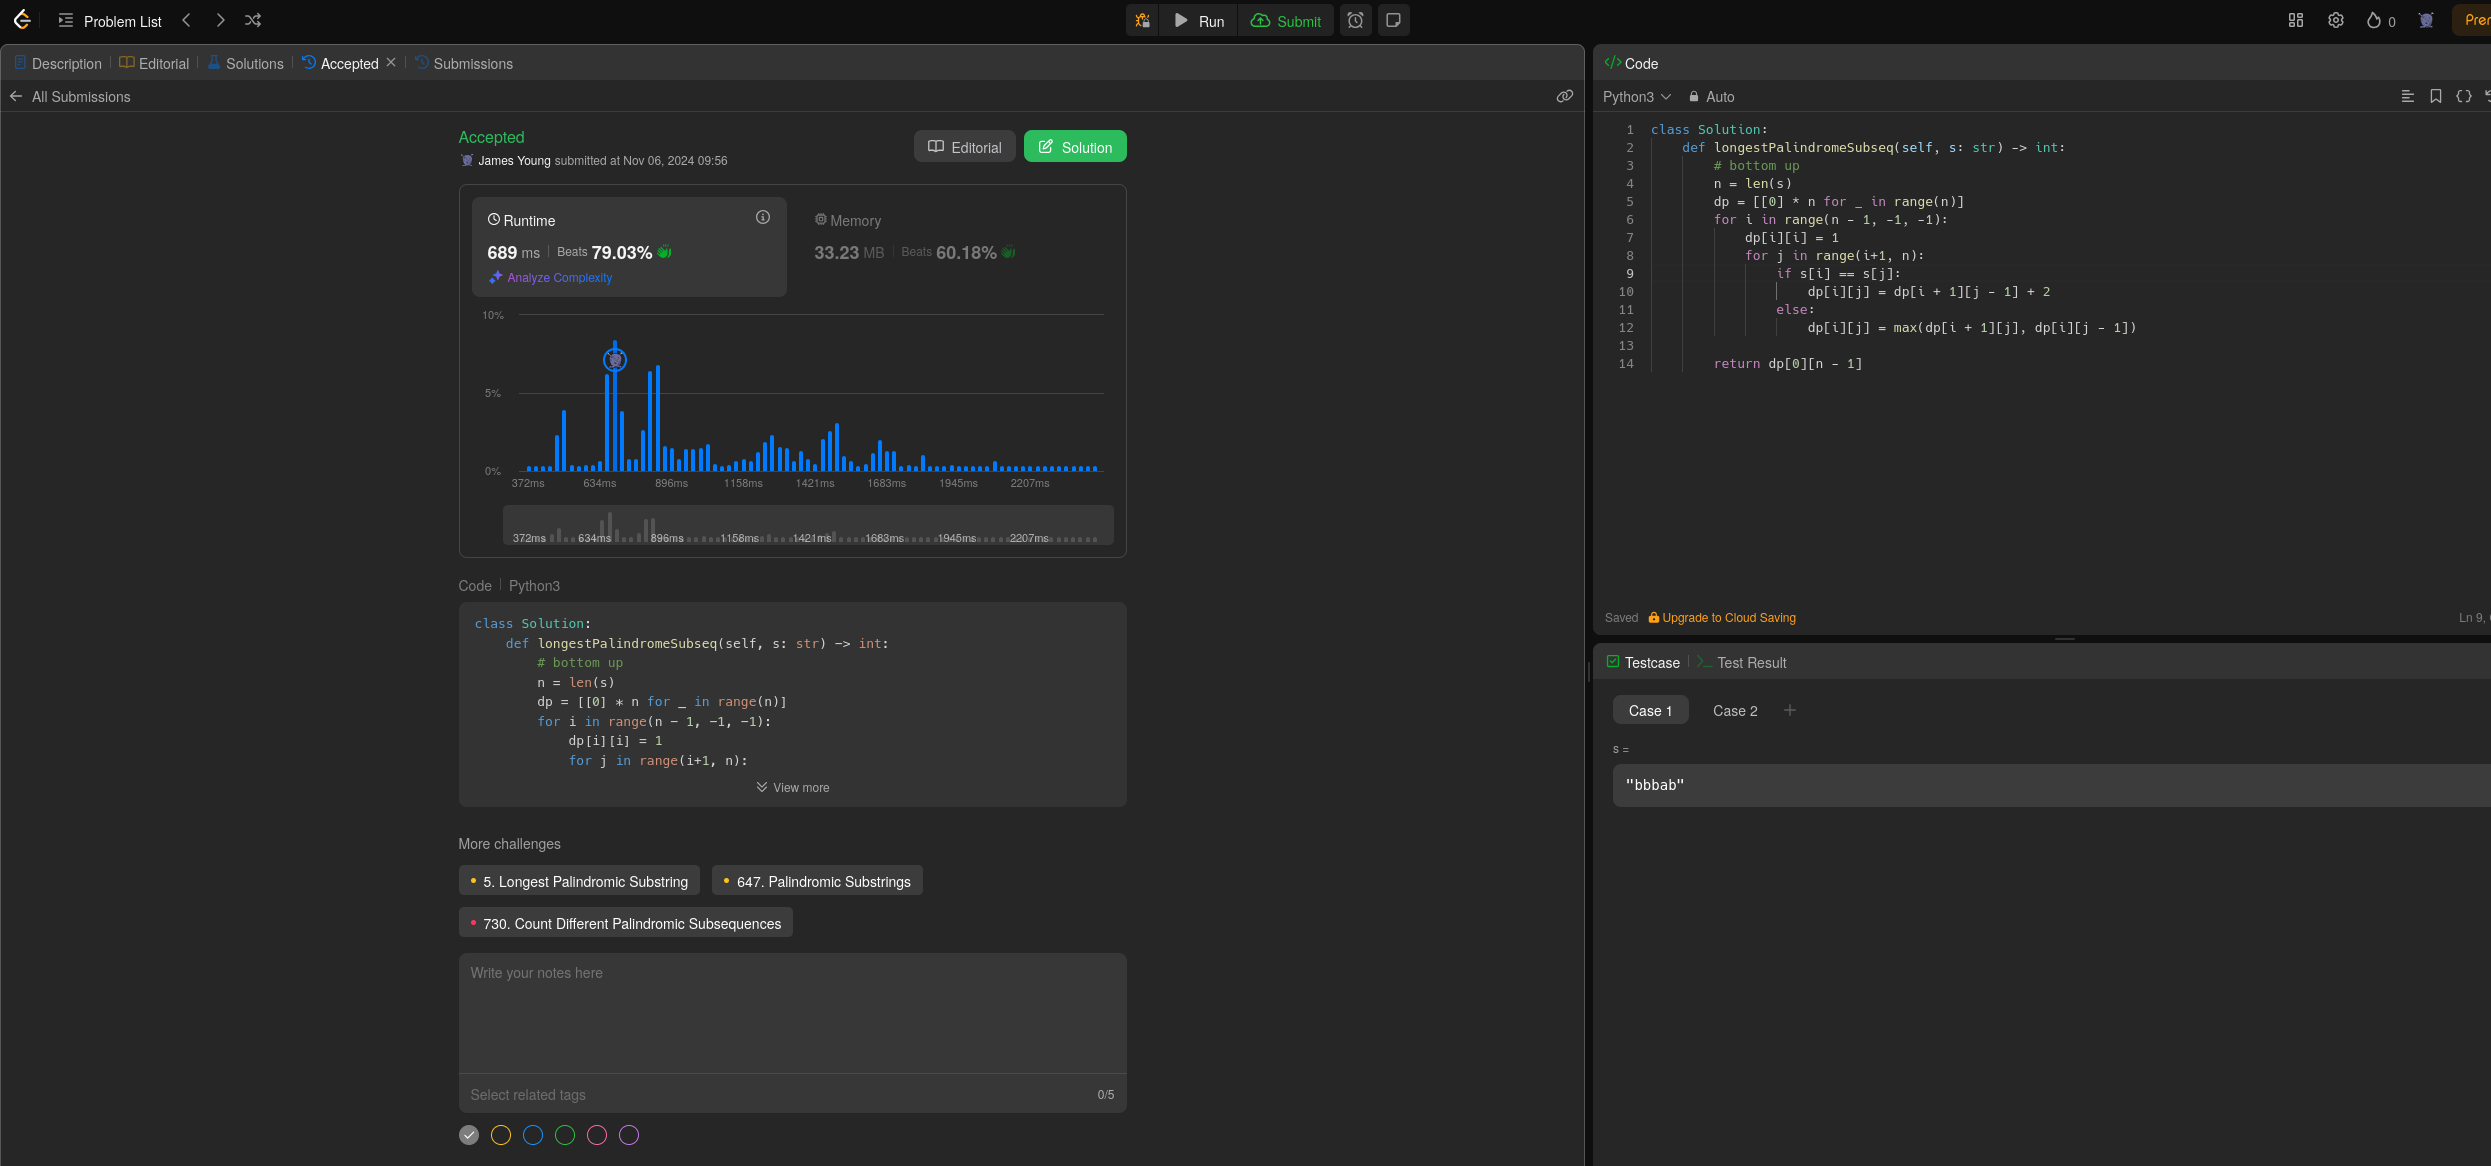 Problem List
Run
Submit
0
Prer
Description
Editorial
Solutions
Accepted
Submissions
All Submissions
Accepted
James Young submitted at Nov 06, 2024 09:56
Editorial
Solution
Runtime
689 ms
Beats 79.03%
Analyze Complexity
Memory
33.23 MB
Beats 60.18%
10%
5%
0%
372ms 634ms 896ms 1158ms 1421ms 1683ms 1945ms 2207ms
372ms 634ms 896ms 1158ms 1421ms 1683ms 1945ms 2207ms
Code
Python3
class Solution:
    def longestPalindromeSubseq(self, s: str) -> int:
        # bottom up
        n = len(s)
        dp = [[0] * n for _ in range(n)]
        for i in range(n - 1, -1, -1):
            dp[i][i] = 1
            for j in range(i+1, n):
View more
More challenges
5. Longest Palindromic Substring
647. Palindromic Substrings
730. Count Different Palindromic Subsequences
Write your notes here
Select related tags
0/5
Code
Python3
Auto
1 class Solution:
2     def longestPalindromeSubseq(self, s: str) -> int:
3         # bottom up
4         n = len(s)
5         dp = [[0] * n for _ in range(n)]
6         for i in range(n - 1, -1, -1):
7             dp[i][i] = 1
8             for j in range(i+1, n):
9                 if s[i] == s[j]:
10                     dp[i][j] = dp[i + 1][j - 1] + 2
11                 else:
12                     dp[i][j] = max(dp[i + 1][j], dp[i][j - 1])
13
14         return dp[0][n - 1]
Saved
Upgrade to Cloud Saving
Ln 9,
Testcase
Test Result
Case 1
Case 2
s =
"bbbab"